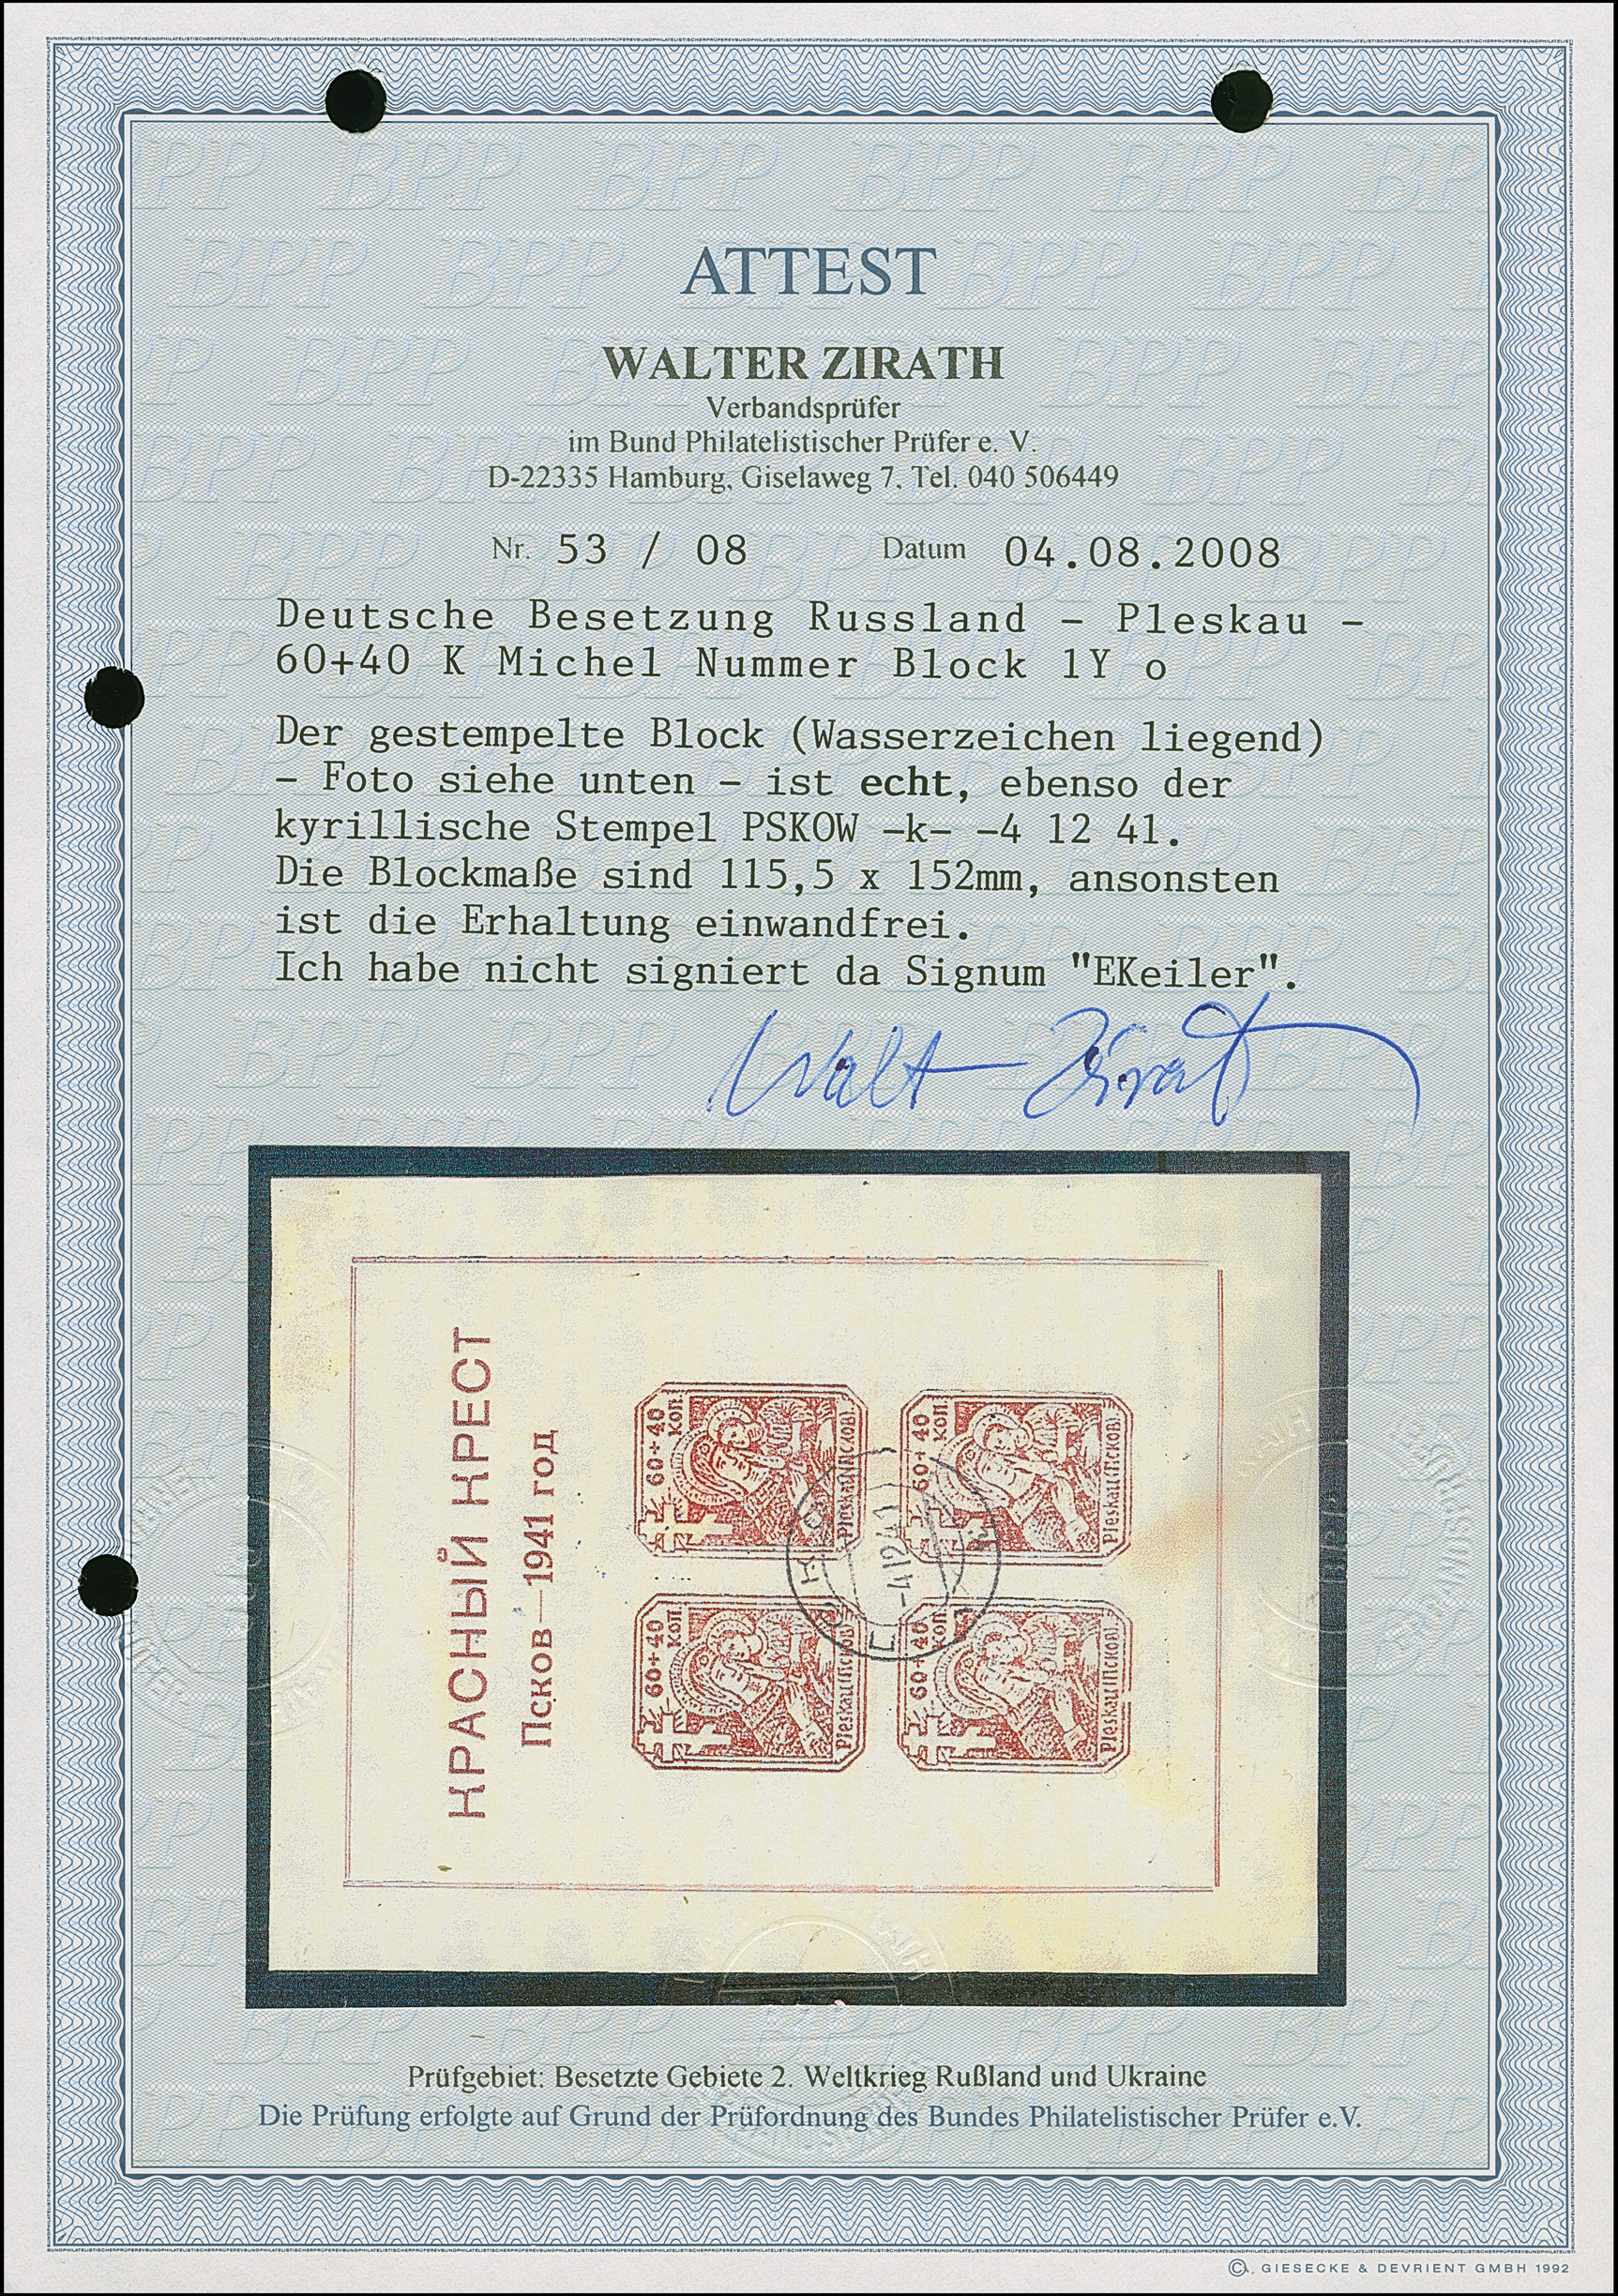 ATTEST
WALTER ZIRATH
Verbandsprüfer
im Bund Philatelistischer Prüfer e. V.
D-22335 Hamburg, Giselaweg 7, Tel. 040 506449
Nr. 53 / 08 Datum 04.08.2008
Deutsche Besetzung Russland - Pleskau -
60+40 K Michel Nummer Block 1Y o
Der gestempelte Block (Wasserzeichen liegend)
- Foto siehe unten - ist echt, ebenso der
kyrillische Stempel PSKOW -k- -4 12 41.
Die Blockmaße sind 115,5 x 152mm, ansonsten
ist die Erhaltung einwandfrei.
Ich habe nicht signiert da Signum "EKeiler".
Walt Zirat
КРАСНЫЙ КРЕСТ
Псков—1941 год
60+40
коп.
Pleskau (Псков).
60+40
коп.
Pleskau (Псков).
60+40
коп.
Pleskau (Псков).
60+40
коп.
Pleskau (Псков).
-41241
Prüfgebiet: Besetzte Gebiete 2. Weltkrieg Rußland und Ukraine
Die Prüfung erfolgte auf Grund der Prüfordnung des Bundes Philatelistischer Prüfer e.V.
©. GIESECKE & DEVRIENT GMBH 1992